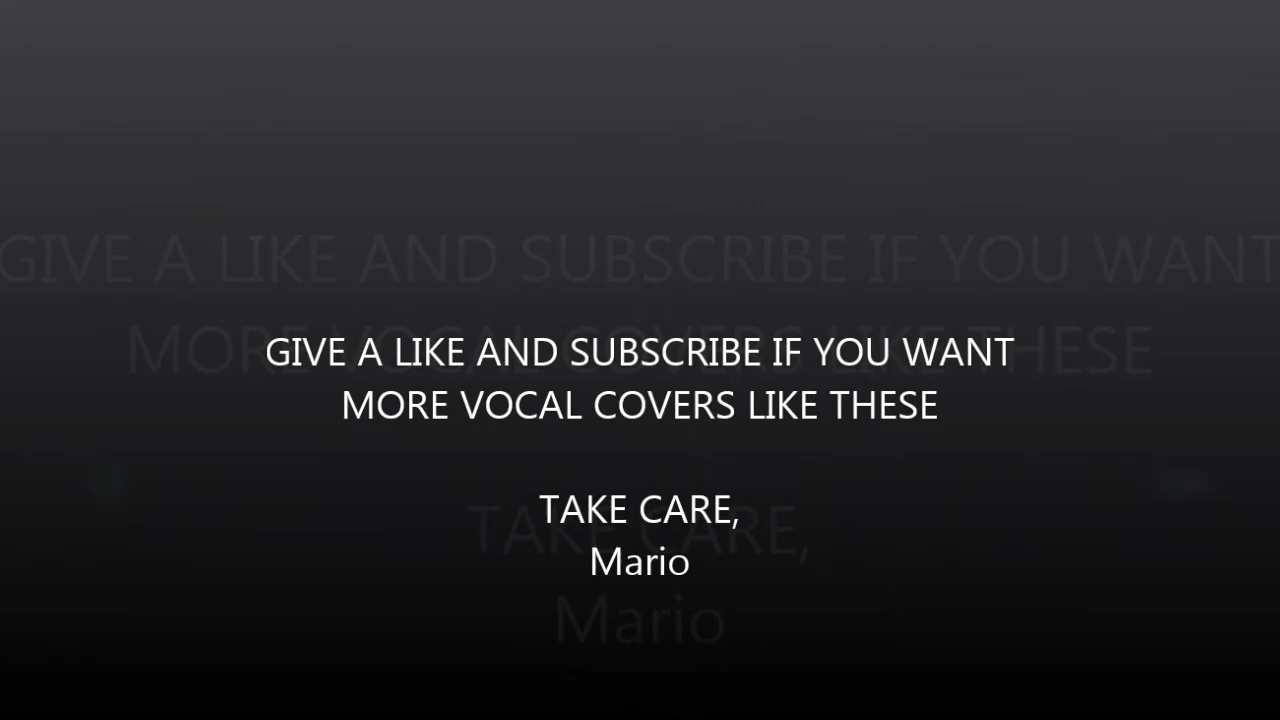 GIVE A LIKE AND SUBSCRIBE IF YOU WANT
MORE VOCAL COVERS LIKE THESE
TAKE CARE,
Mario